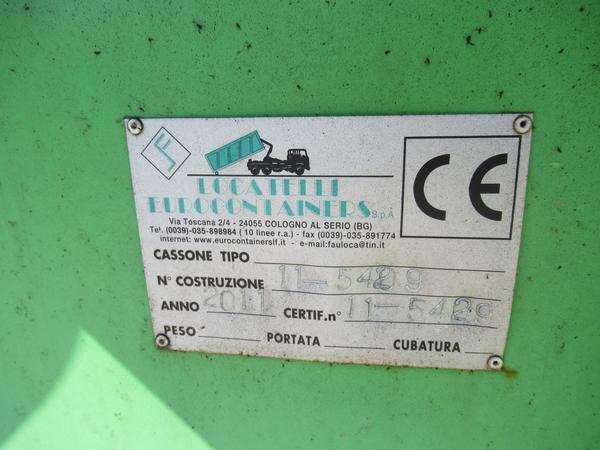 LF
LOCATELLI
EUROCONTAINERS S.p.A
Via Toscana 2/4 - 24055 COLOGNO AL SERIO (BG)
Tel. (0039)-035-898984 ( 10 linee r.a.) - fax (0039)-035-891774
internet: www.eurocontainerslf.it - e-mail:fauloca@tin.it
CE
CASSONE TIPO
N° COSTRUZIONE 11-5429
ANNO 2011 CERTIF.n° 11-5429
PESO PORTATA CUBATURA